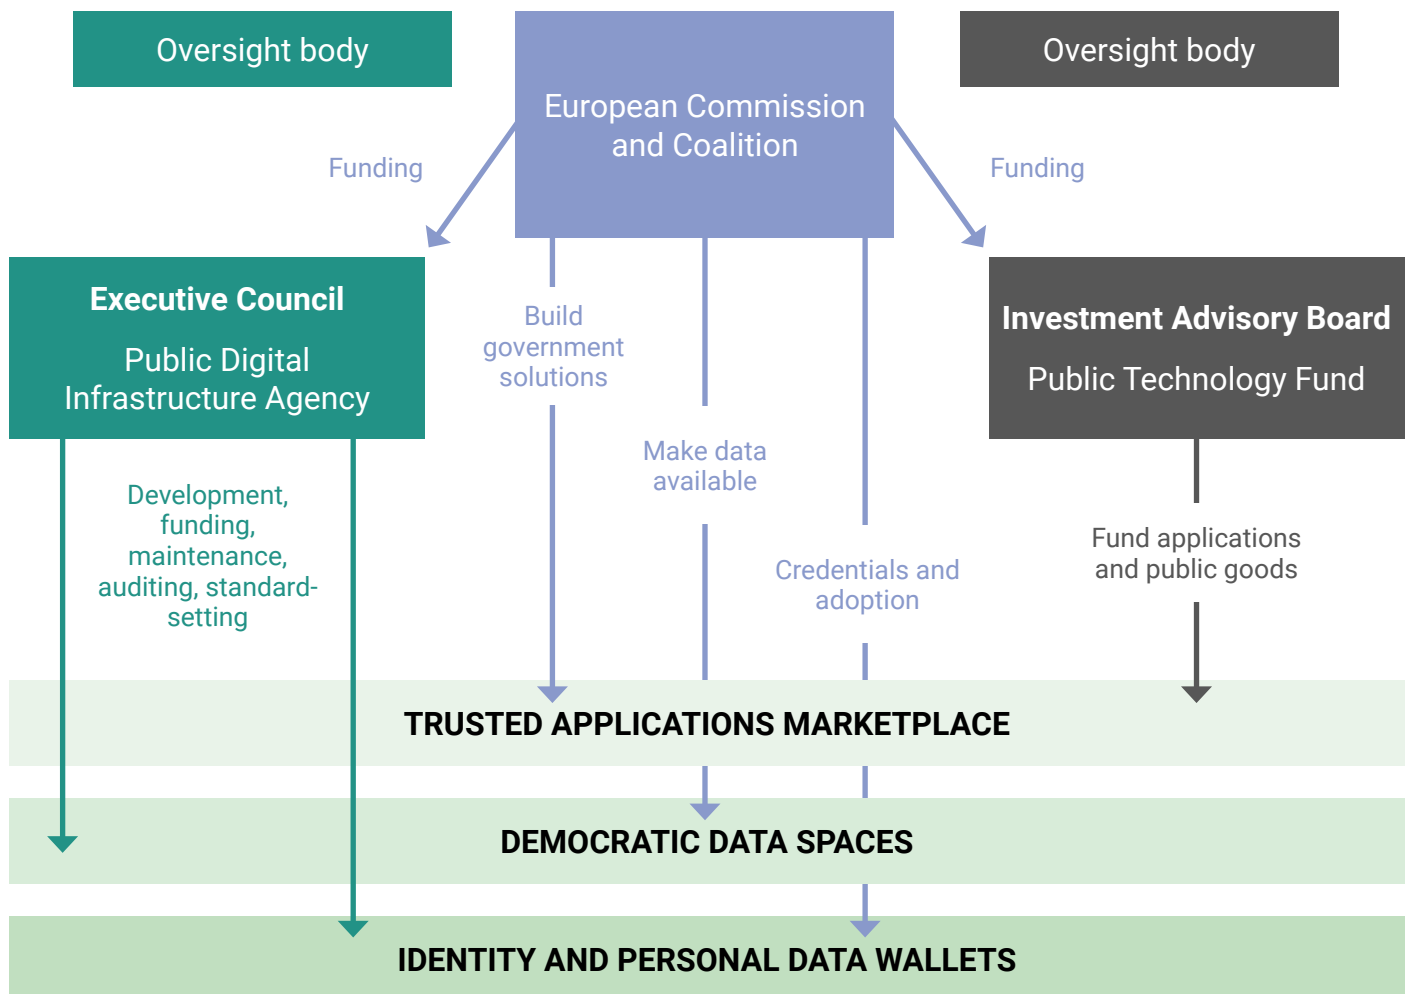 Oversight body
European Commission
and Coalition
Oversight body
Funding
Funding
Executive Council
Public Digital
Infrastructure Agency
Build
government
solutions
Investment Advisory Board
Public Technology Fund
Make data
available
Development,
funding,
maintenance,
auditing, standard-
setting
Credentials and
adoption
Fund applications
and public goods
TRUSTED APPLICATIONS MARKETPLACE
DEMOCRATIC DATA SPACES
IDENTITY AND PERSONAL DATA WALLETS